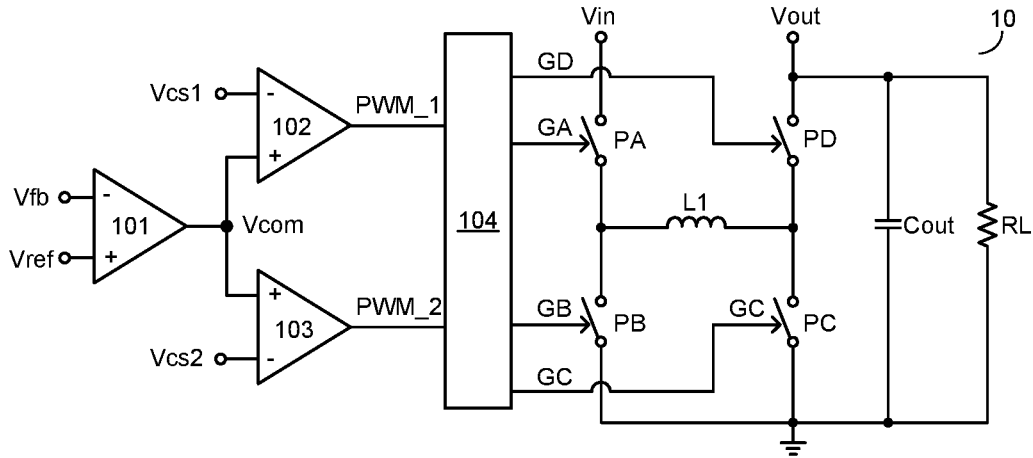 Vin
Vout
10
GD
Vcs1
-
PWM_1
102
GA
PA
PD
+
Vfb
-
101
Vcom
104
L1
Cout
RL
Vref
+
+
PWM_2
GB
PB
GC
PC
103
Vcs2
-
GC